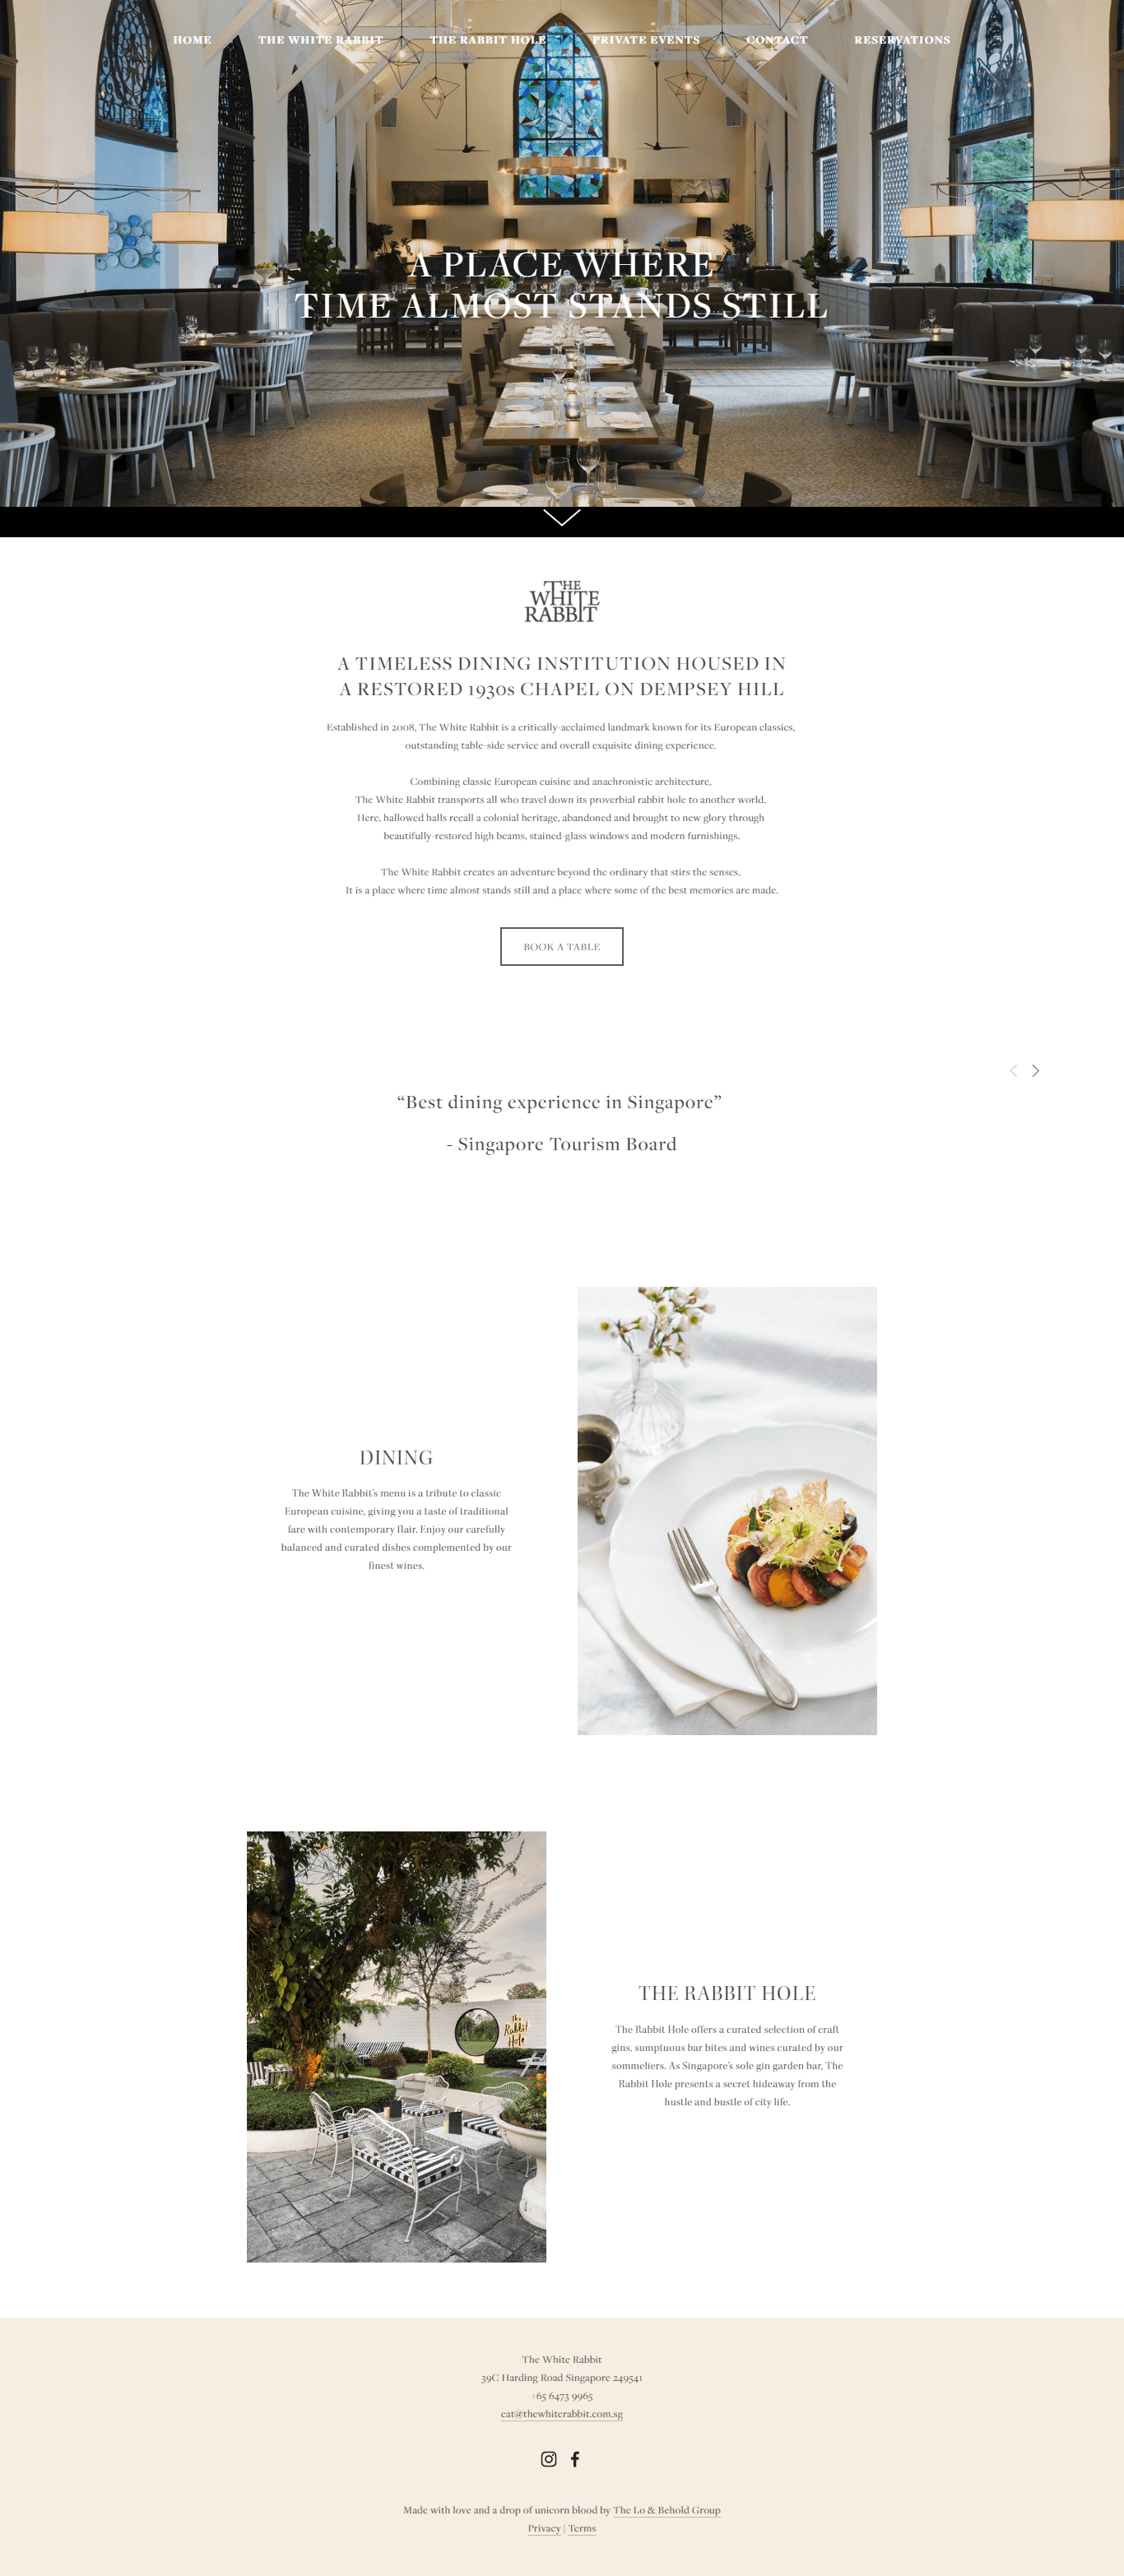 HOME THE WHITE RABBIT THE RABBIT HOLE PRIVATE EVENTS CONTACT RESERVATIONS
A PLACE WHERE
TIME ALMOST STANDS STILL
THE
WHITE
RABBIT
A TIMELESS DINING INSTITUTION HOUSED IN
A RESTORED 1930s CHAPEL ON DEMPSEY HILL
Established in 2008, The White Rabbit is a critically-acclaimed landmark known for its European classics,
outstanding table-side service and overall exquisite dining experience.
Combining classic European cuisine and anachronistic architecture,
The White Rabbit transports all who travel down its proverbial rabbit hole to another world.
Here, hallowed halls recall a colonial heritage, abandoned and brought to new glory through
beautifully-restored high beams, stained-glass windows and modern furnishings.
The White Rabbit creates an adventure beyond the ordinary that stirs the senses.
It is a place where time almost stands still and a place where some of the best memories are made.
BOOK A TABLE
“Best dining experience in Singapore”
- Singapore Tourism Board
DINING
The White Rabbit's menu is a tribute to classic
European cuisine, giving you a taste of traditional
fare with contemporary flair. Enjoy our carefully
balanced and curated dishes complemented by our
finest wines.
The
Rabbit
Hole
THE RABBIT HOLE
The Rabbit Hole offers a curated selection of craft
gins, sumptuous bar bites and wines curated by our
sommeliers. As Singapore's sole gin garden bar, The
Rabbit Hole presents a secret hideaway from the
hustle and bustle of city life.
The White Rabbit
39C Harding Road Singapore 249541
+65 6473 9965
eat@thewhiterabbit.com.sg
Made with love and a drop of unicorn blood by The Lo & Behold Group
Privacy | Terms